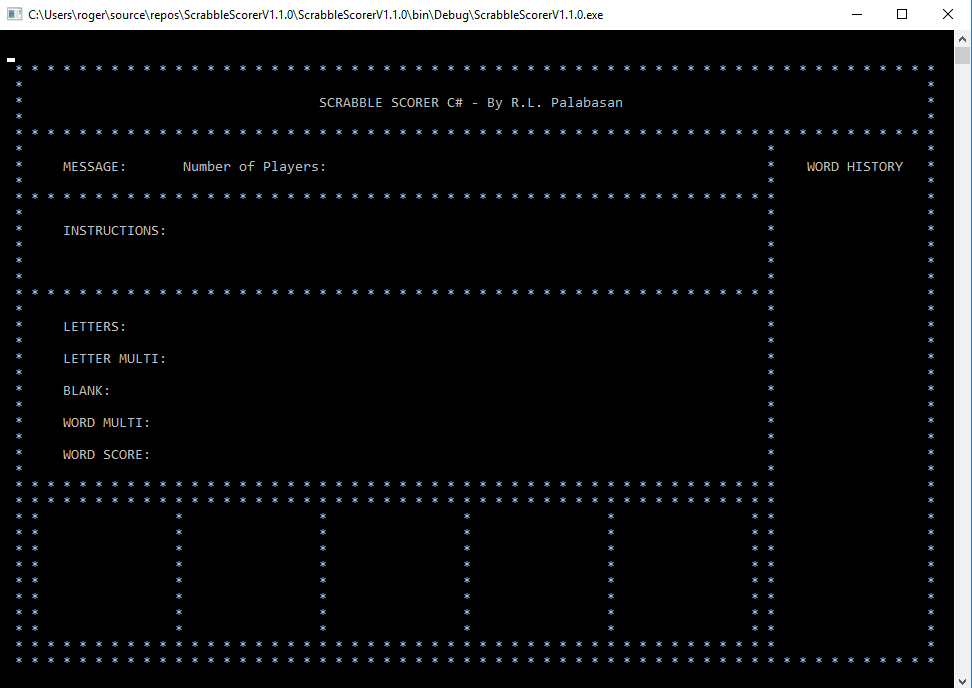 C:\Users\roger\source\repos\ScrabbleScorerV1.1.0\ScrabbleScorerV1.1.0\bin\Debug\ScrabbleScorerV1.1.0.exe
SCRABBLE SCORER C# - By R.L. Palabasan
MESSAGE: Number of Players: WORD HISTORY
INSTRUCTIONS:
LETTERS:
LETTER MULTI:
BLANK:
WORD MULTI:
WORD SCORE: